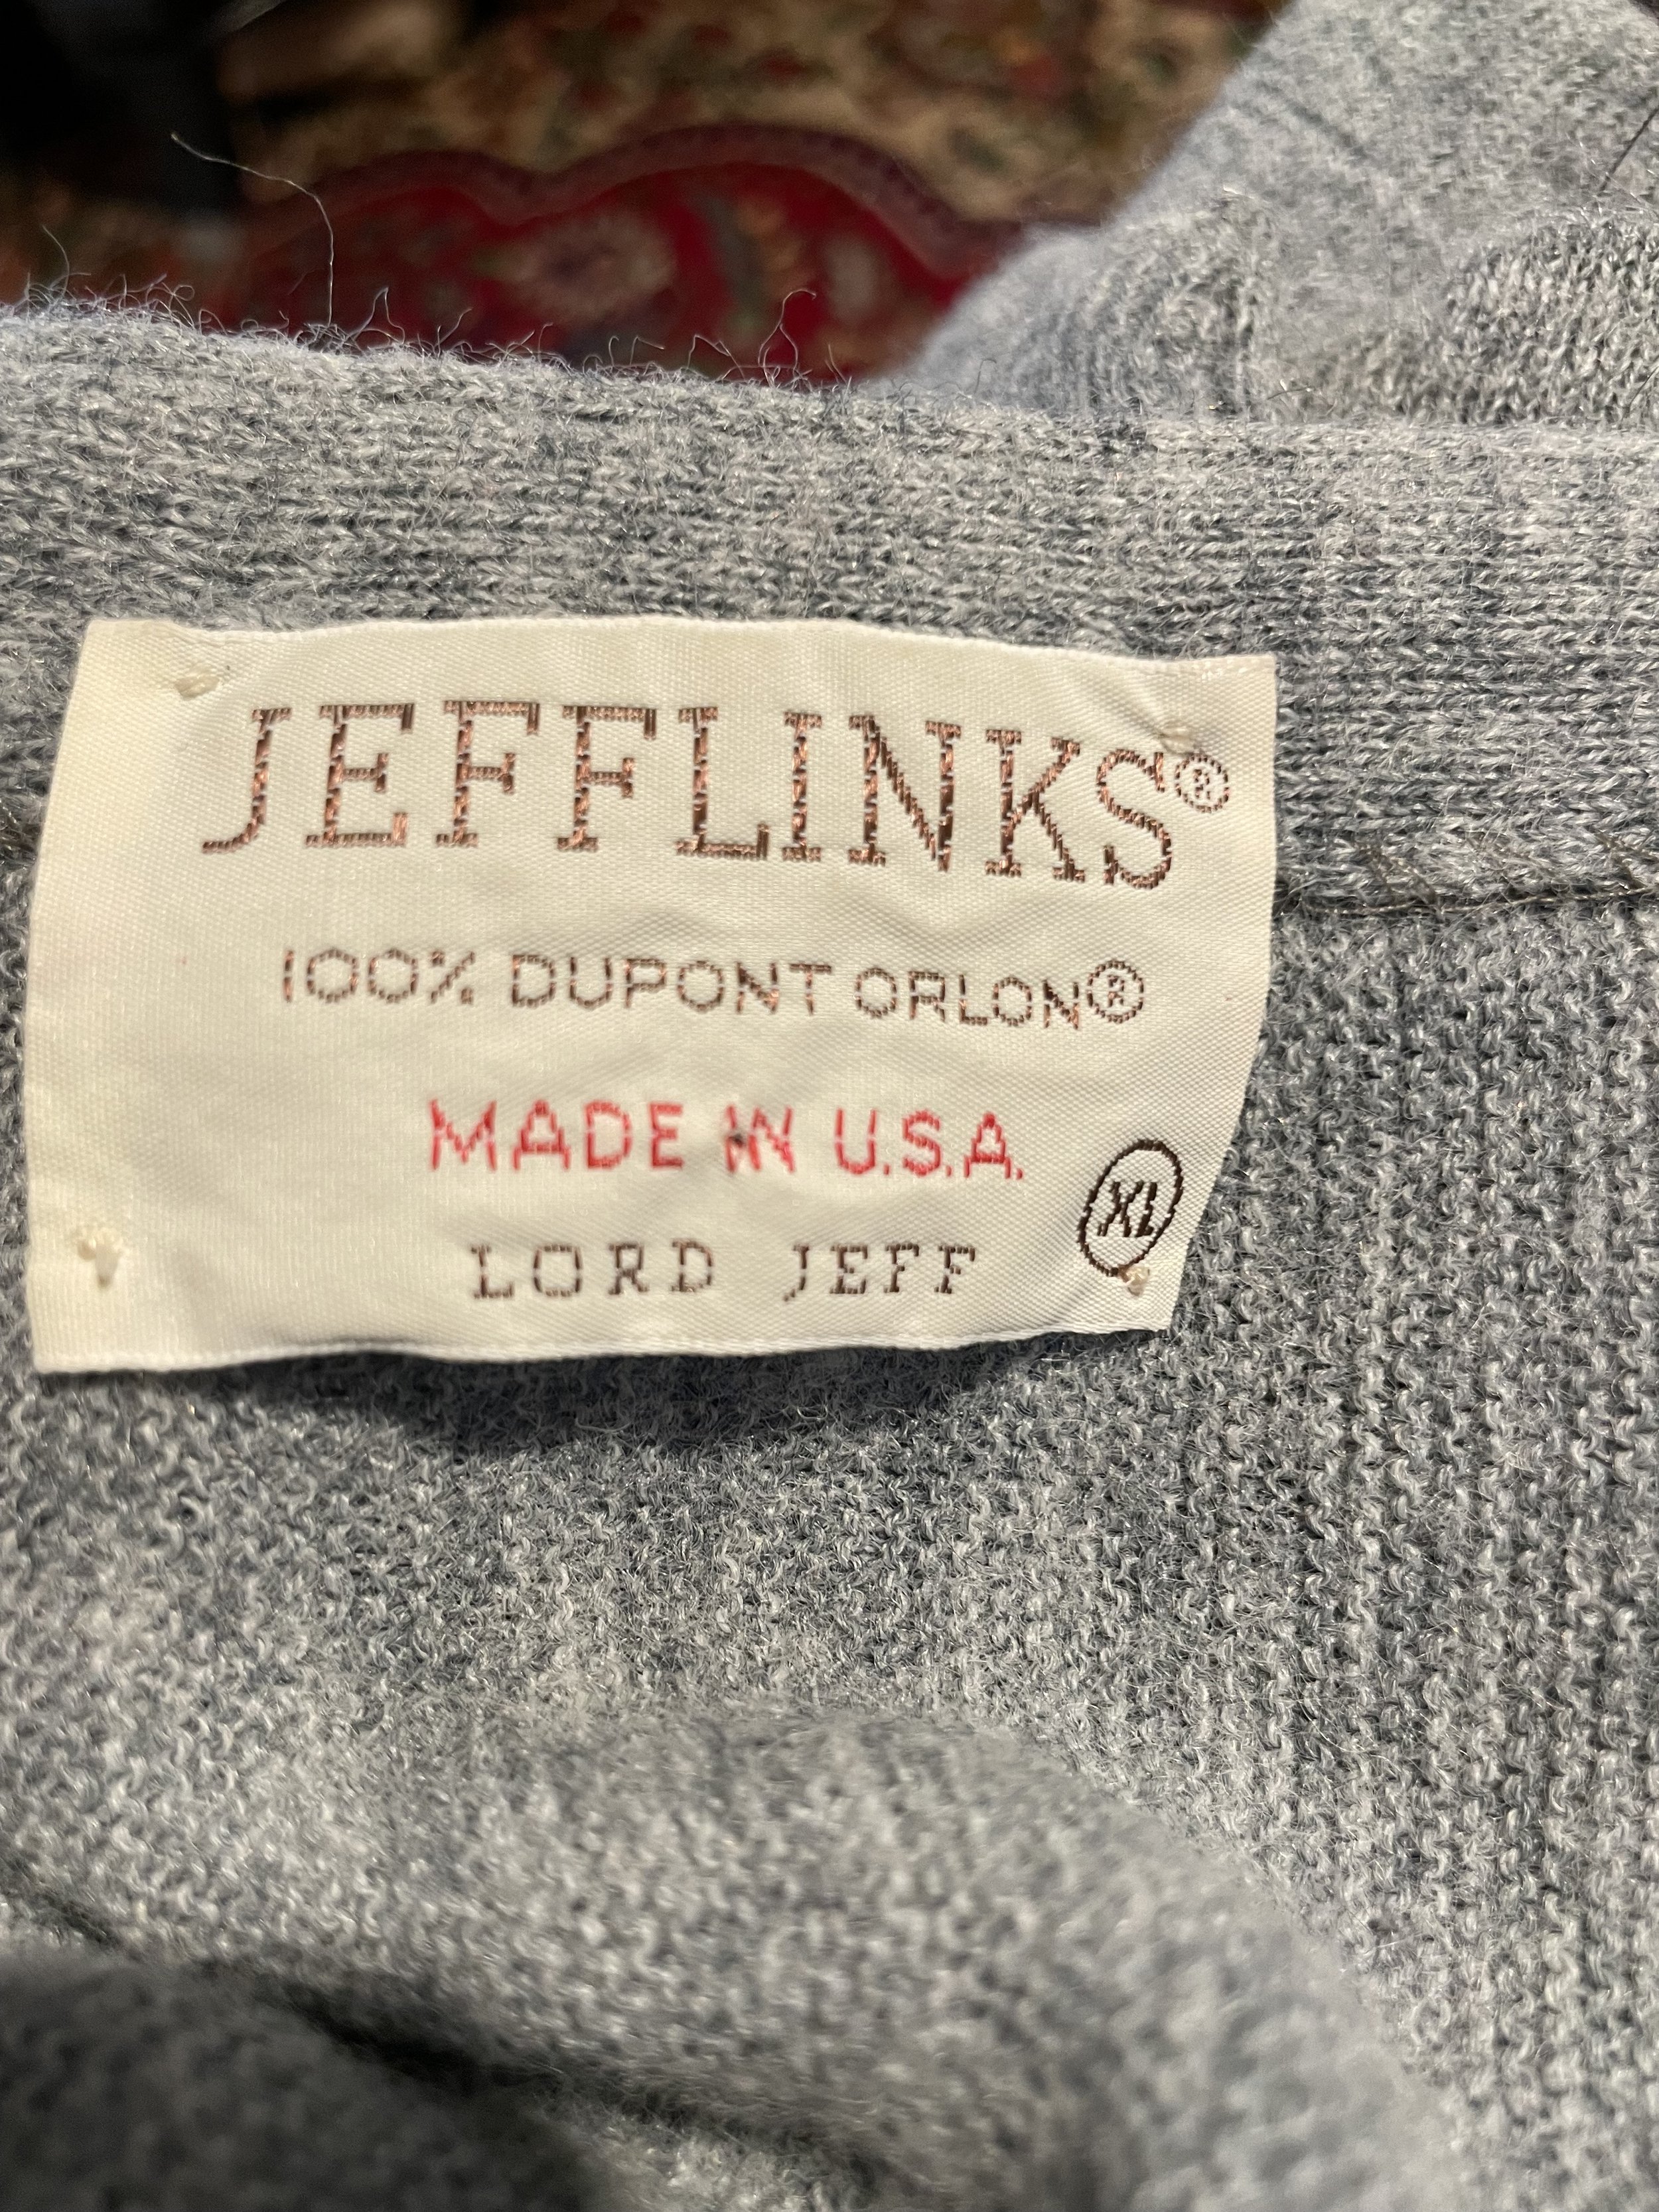 JEFFLINKS®
100% DUPONT ORLON®
MADE IN U.S.A.
XL
LORD JEFF